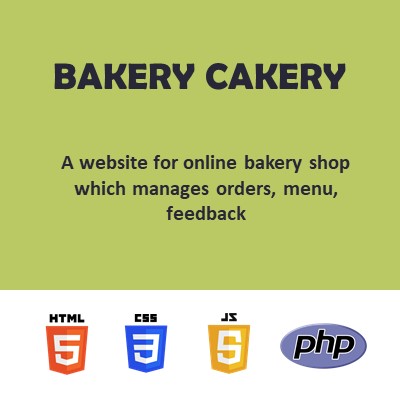 BAKERY CAKERY
A website for online bakery shop
which manages orders, menu,
feedback
HTML CSS JS
5 3 5 php